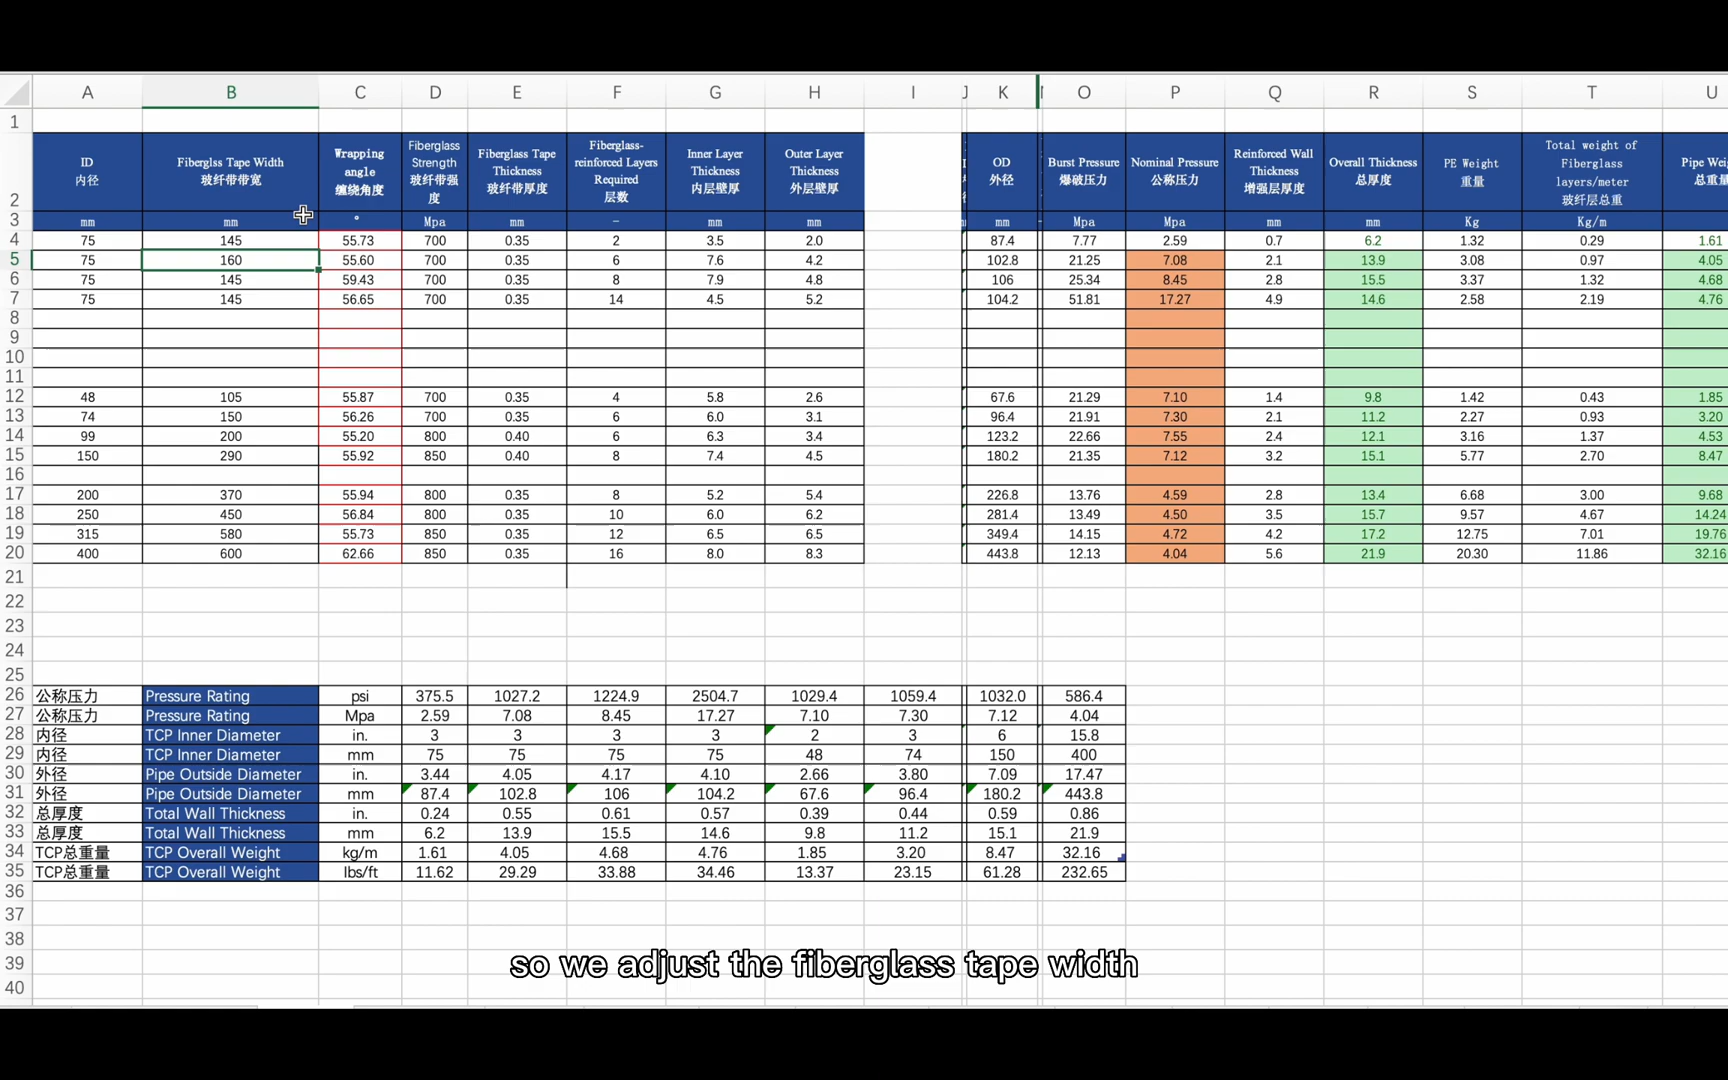 A B C D E F G H I J K O P Q R S T U
1
2 ID 内径 Fiberglss Tape Width 玻纤带带宽 Wrapping angle 缠绕角度 Fiberglass Strength 玻纤带强度 Fiberglass Tape Thickness 玻纤带厚度 Fiberglass-reinforced Layers Required 层数 Inner Layer Thickness 内层壁厚 Outer Layer Thickness 外层壁厚 OD 外径 Burst Pressure 爆破压力 Nominal Pressure 公称压力 Reinforced Wall Thickness 增强层厚度 Overall Thickness 总厚度 PE Weight 重量 Total weight of Fiberglass layers/meter 玻纤层总重 Pipe Wei 总重量
3 mm mm ° Mpa mm — mm mm mm Mpa Mpa mm mm Kg Kg/m
4 75 145 55.73 700 0.35 2 3.5 2.0 87.4 7.77 2.59 0.7 6.2 1.32 0.29 1.61
5 75 160 55.60 700 0.35 6 7.6 4.2 102.8 21.25 7.08 2.1 13.9 3.08 0.97 4.05
6 75 145 59.43 700 0.35 8 7.9 4.8 106 25.34 8.45 2.8 15.5 3.37 1.32 4.68
7 75 145 56.65 700 0.35 14 4.5 5.2 104.2 51.81 17.27 4.9 14.6 2.58 2.19 4.76
8
9
10
11
12 48 105 55.87 700 0.35 4 5.8 2.6 67.6 21.29 7.10 1.4 9.8 1.42 0.43 1.85
13 74 150 56.26 700 0.35 6 6.0 3.1 96.4 21.91 7.30 2.1 11.2 2.27 0.93 3.20
14 99 200 55.20 800 0.40 6 6.3 3.4 123.2 22.66 7.55 2.4 12.1 3.16 1.37 4.53
15 150 290 55.92 850 0.40 8 7.4 4.5 180.2 21.35 7.12 3.2 15.1 5.77 2.70 8.47
16
17 200 370 55.94 800 0.35 8 5.2 5.4 226.8 13.76 4.59 2.8 13.4 6.68 3.00 9.68
18 250 450 56.84 800 0.35 10 6.0 6.2 281.4 13.49 4.50 3.5 15.7 9.57 4.67 14.24
19 315 580 55.73 850 0.35 12 6.5 6.5 349.4 14.15 4.72 4.2 17.2 12.75 7.01 19.76
20 400 600 62.66 850 0.35 16 8.0 8.3 443.8 12.13 4.04 5.6 21.9 20.30 11.86 32.16
21
22
23
24
25
26 公称压力 Pressure Rating psi 375.5 1027.2 1224.9 2504.7 1029.4 1059.4 1032.0 586.4
27 公称压力 Pressure Rating Mpa 2.59 7.08 8.45 17.27 7.10 7.30 7.12 4.04
28 内径 TCP Inner Diameter in. 3 3 3 3 2 3 6 15.8
29 内径 TCP Inner Diameter mm 75 75 75 75 48 74 150 400
30 外径 Pipe Outside Diameter in. 3.44 4.05 4.17 4.10 2.66 3.80 7.09 17.47
31 外径 Pipe Outside Diameter mm 87.4 102.8 106 104.2 67.6 96.4 180.2 443.8
32 总厚度 Total Wall Thickness in. 0.24 0.55 0.61 0.57 0.39 0.44 0.59 0.86
33 总厚度 Total Wall Thickness mm 6.2 13.9 15.5 14.6 9.8 11.2 15.1 21.9
34 TCP总重量 TCP Overall Weight kg/m 1.61 4.05 4.68 4.76 1.85 3.20 8.47 32.16
35 TCP总重量 TCP Overall Weight lbs/ft 11.62 29.29 33.88 34.46 13.37 23.15 61.28 232.65
36
37
38
39
40
so we adjust the fiberglass tape width